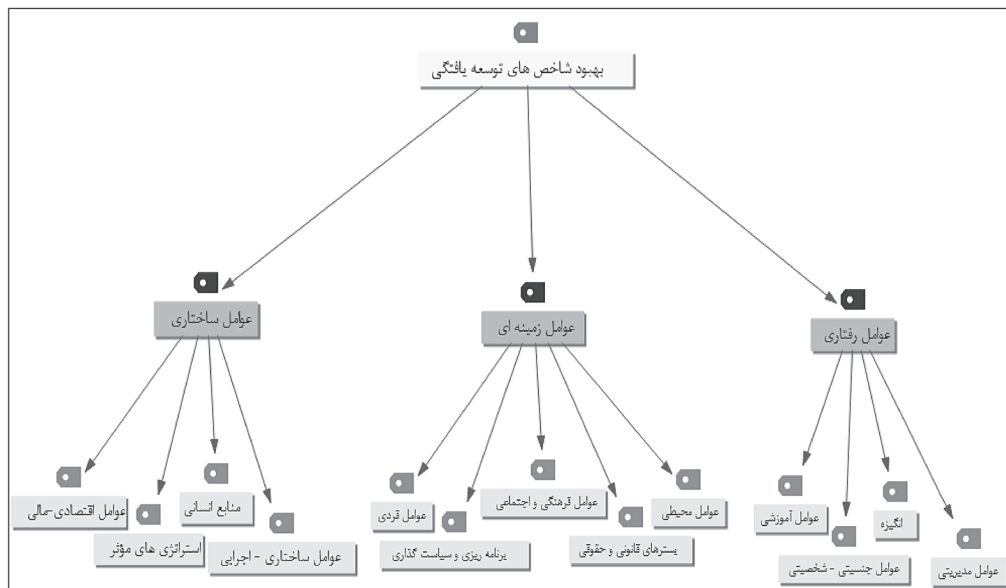 بهبود شاخص های توسعه یافتگی
عوامل رفتاری
عوامل زمینه ای
عوامل ساختاری
عوامل مدیریتی
انگیزه
عوامل جنسیتی - شخصیتی
عوامل آموزشی
عوامل محیطی
بسترهای قانونی و حقوقی
عوامل فرهنگی و اجتماعی
برنامه ریزی و سیاست گذاری
عوامل فردی
عوامل ساختاری - اجرایی
منابع انسانی
استراتژی های مؤثر
عوامل اقتصادی-مالی